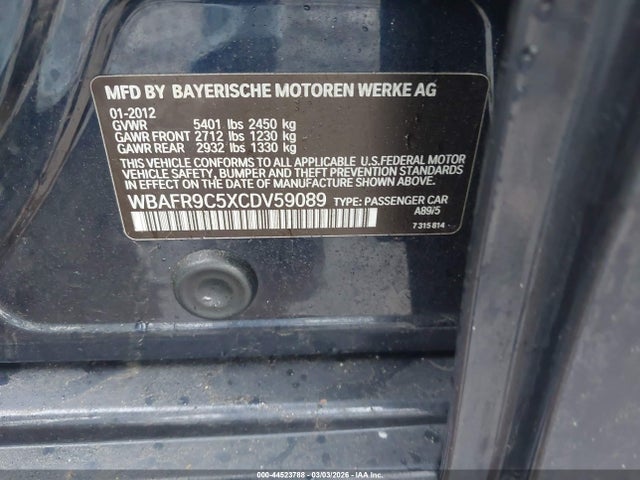 MFD BY BAYERISCHE MOTOREN WERKE AG
01-2012
GVWR 5401 lbs 2450 kg
GAWR FRONT 2712 lbs 1230 kg
GAWR REAR 2932 lbs 1330 kg
THIS VEHICLE CONFORMS TO ALL APPLICABLE U.S.FEDERAL MOTOR
VEHICLE SAFETY, BUMPER AND THEFT PREVENTION STANDARDS
IN EFFECT ON THE DATE OF MANUFACTURE SHOWN ABOVE.
WBAFR9C5XCDV59089 TYPE: PASSENGER CAR
A89/5
7 315 814
000-44523788 - 03/03/2026 - IAA Inc. Copyright